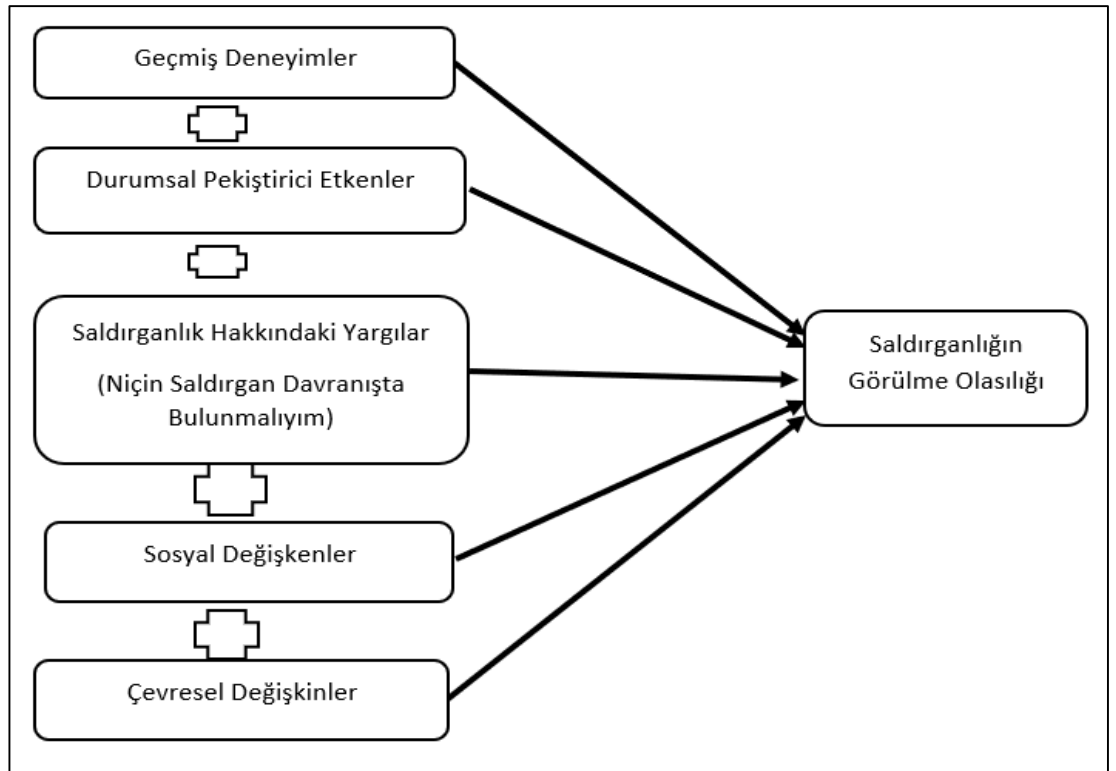 Geçmiş Deneyimler
Durumsal Pekiştirici Etkenler
Saldırganlık Hakkındaki Yargılar
(Niçin Saldırgan Davranışta
Bulunmalıyım)
Sosyal Değişkenler
Çevresel Değişkinler
Saldırganlığın
Görülme Olasılığı